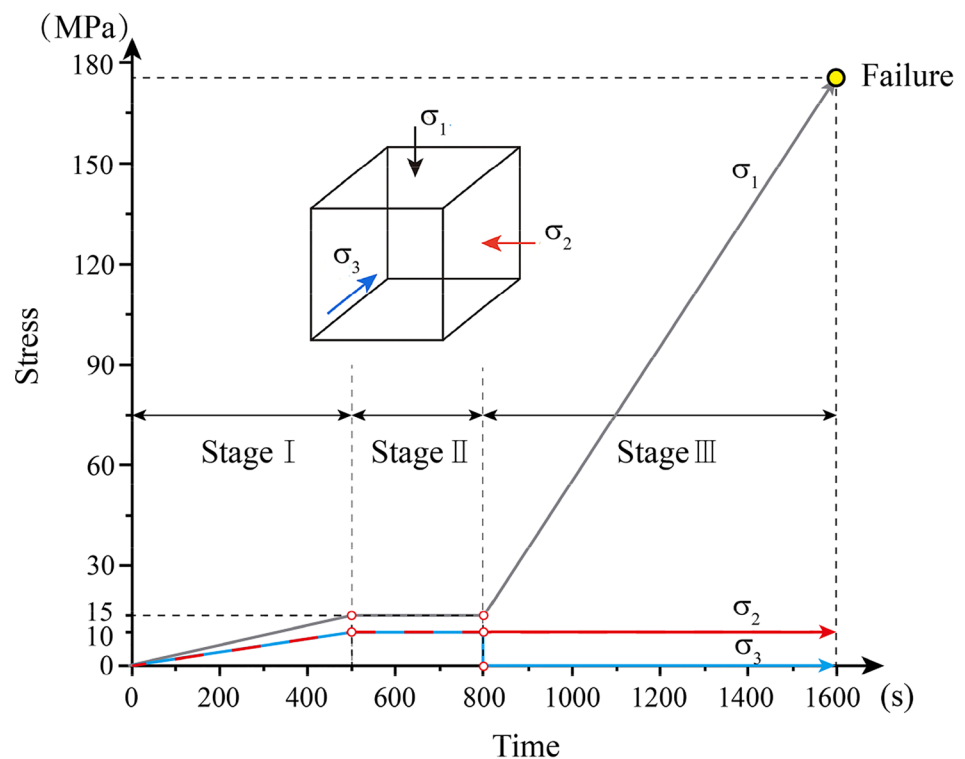 (MPa)
180
150
120
90
60
30
15
10
0
Stress
Failure
σ1
σ2
σ3
σ1
Stage Ⅰ
Stage Ⅱ
Stage Ⅲ
σ2
σ3
0 200 400 600 800 1000 1200 1400 1600 (s)
Time